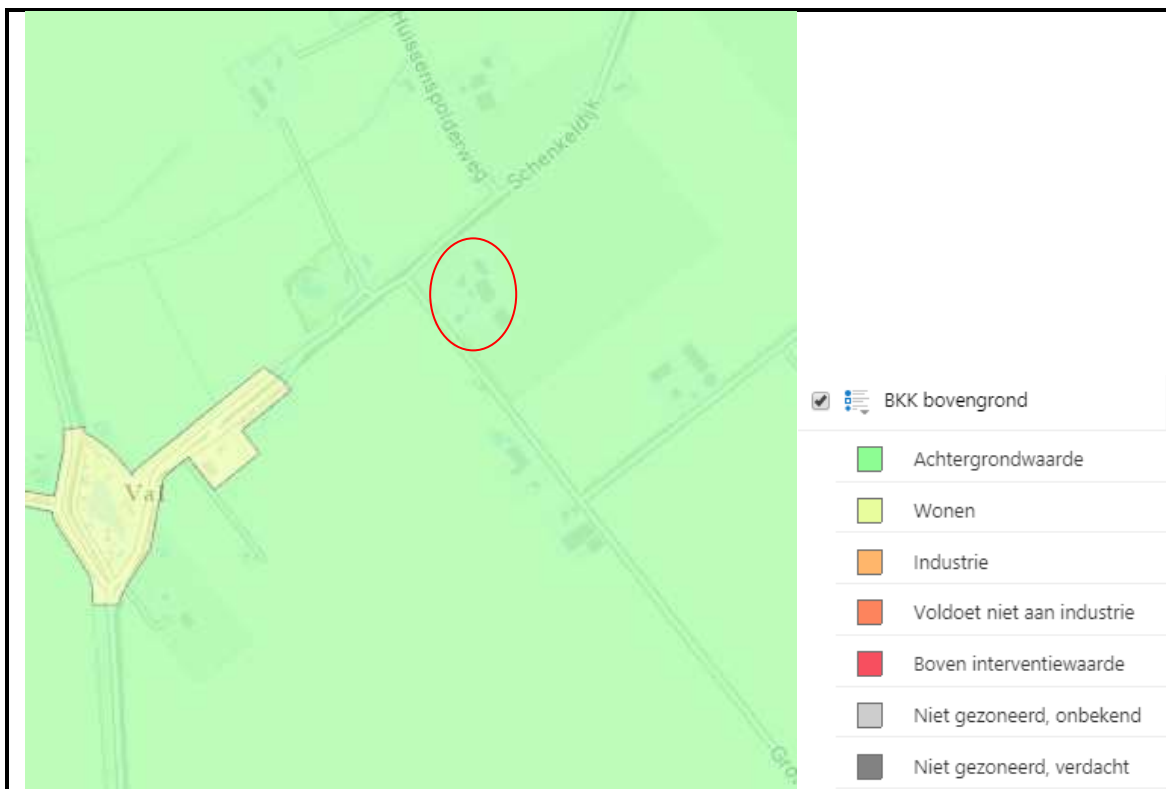 Huissenspolderweg
Schenkeldijk
Val
Gro
BKK bovengrond
Achtergrondwaarde
Wonen
Industrie
Voldoet niet aan industrie
Boven interventiewaarde
Niet gezoneerd, onbekend
Niet gezoneerd, verdacht